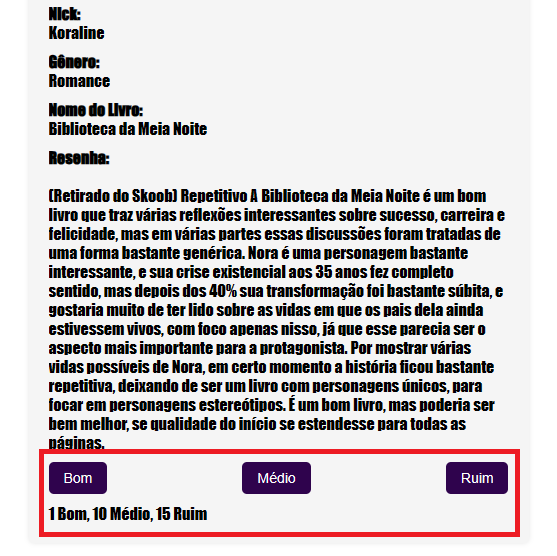 Nick:
Koraline
Gênero:
Romance
Nome do Livro:
Biblioteca da Meia Noite
Resenha:
(Retirado do Skoob) Repetitivo A Biblioteca da Meia Noite é um bom
livro que traz várias reflexões interessantes sobre sucesso, carreira e
felicidade, mas em várias partes essas discussões foram tratadas de
uma forma bastante genérica. Nora é uma personagem bastante
interessante, e sua crise existencial aos 35 anos fez completo
sentido, mas depois dos 40% sua transformação foi bastante súbita, e
gostaria muito de ter lido sobre as vidas em que os pais dela ainda
estivessem vivos, com foco apenas nisso, já que esse parecia ser o
aspecto mais importante para a protagonista. Por mostrar várias
vidas possíveis de Nora, em certo momento a história ficou bastante
repetitiva, deixando de ser um livro com personagens únicos, para
focar em personagens estereótipos. É um bom livro, mas poderia ser
bem melhor, se qualidade do início se estendesse para todas as
páginas.
Bom Médio Ruim
1 Bom, 10 Médio, 15 Ruim